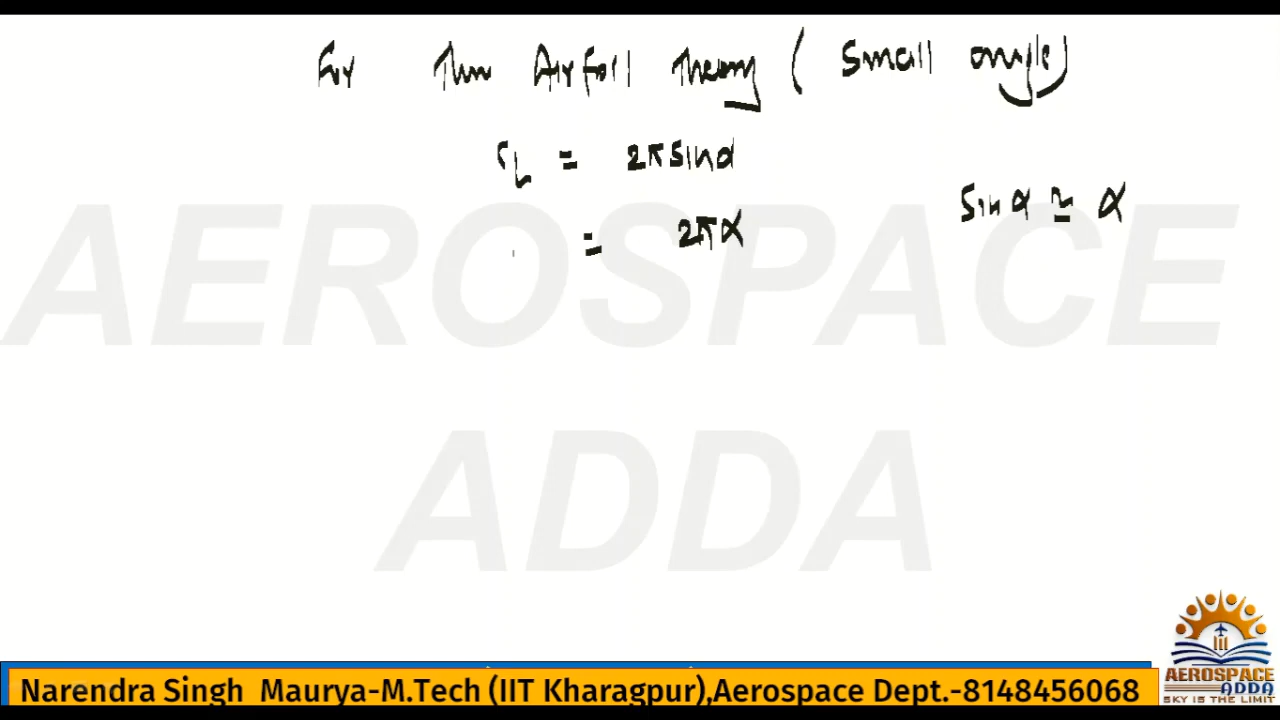 For Thin Airfoil Theory ( Small angle)
CL = 2πsinα
sinα ≃ α
= 2πα
AEROSPACE
ADDA
Narendra Singh Maurya-M.Tech (IIT Kharagpur),Aerospace Dept.-8148456068
AEROSPACE
ADDA
SKY IS THE LIMIT